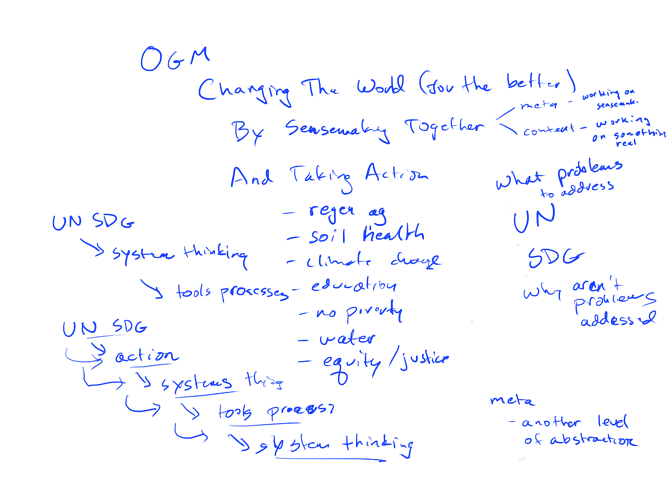 OGM
Changing The World (for the better)
By Sensemaking Together
meta - working on sensemak.
content - working on something reel
And Taking Action
- regen ag
- soil health
- climate change
- education
- no poverty
- water
- equity/justice
UN SDG
system thinking
tools processes
UN SDG
action
systems thing
tools process
system thinking
What problems
to address
UN
SDG
why aren't
problems
addressed
meta
- another level
of abstraction